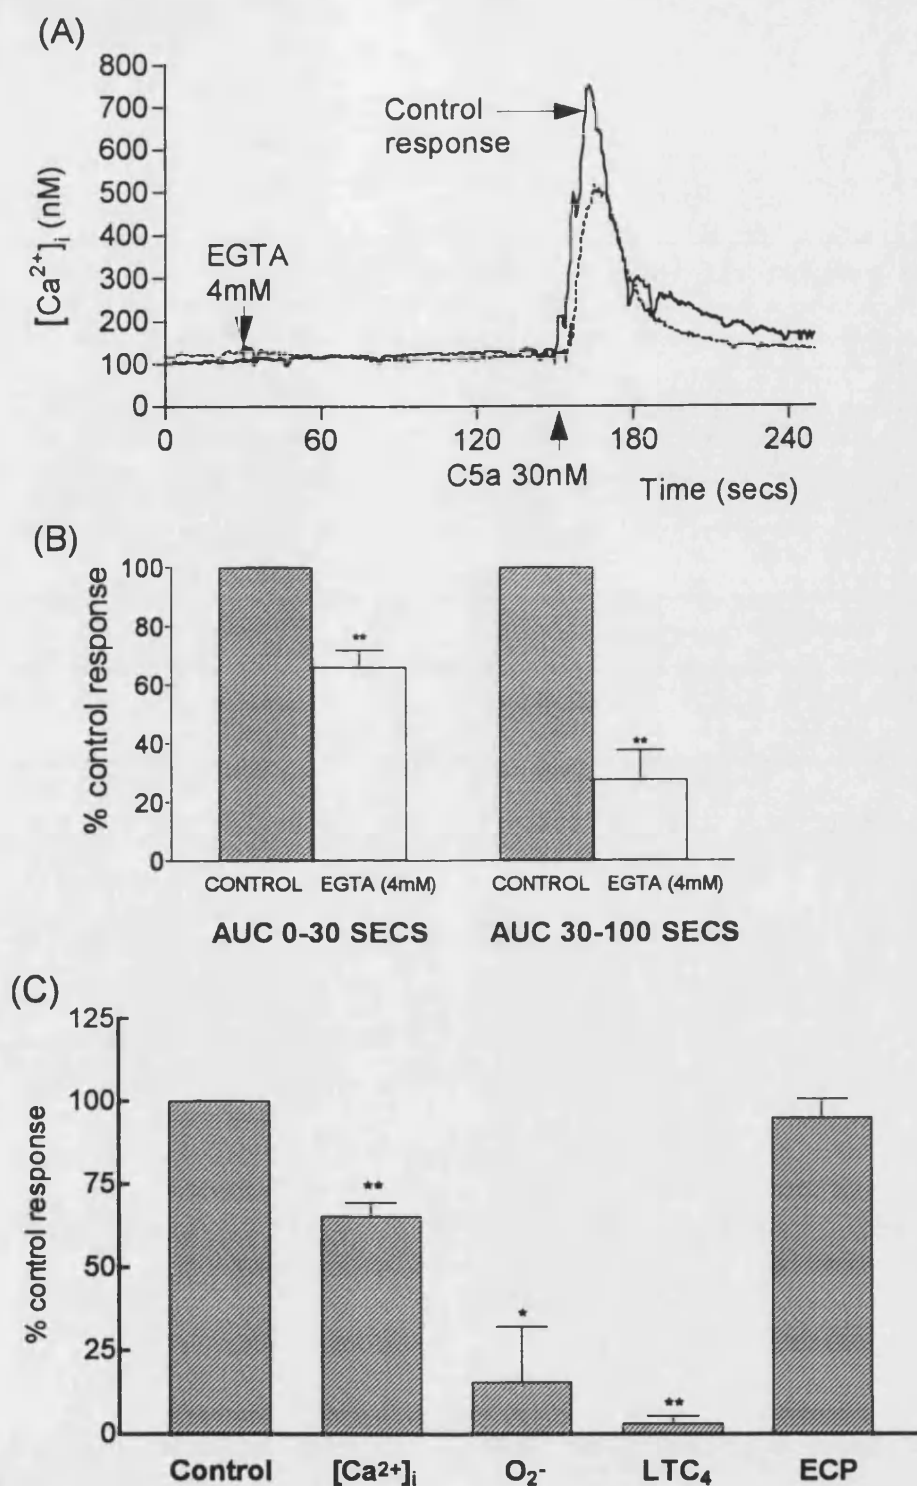 (A)
800
700
600
500
400
300
200
100
0
[Ca²⁺]ᵢ (nM)
Control
response
EGTA
4mM
0 60 120 180 240
C5a 30nM
Time (secs)
(B)
% control response
100
80
60
40
20
0
** **
CONTROL EGTA (4mM) CONTROL EGTA (4mM)
AUC 0-30 SECS AUC 30-100 SECS
(C)
% control response
125
100
75
50
25
0
** * **
Control [Ca²⁺]ᵢ O₂⁻ LTC₄ ECP